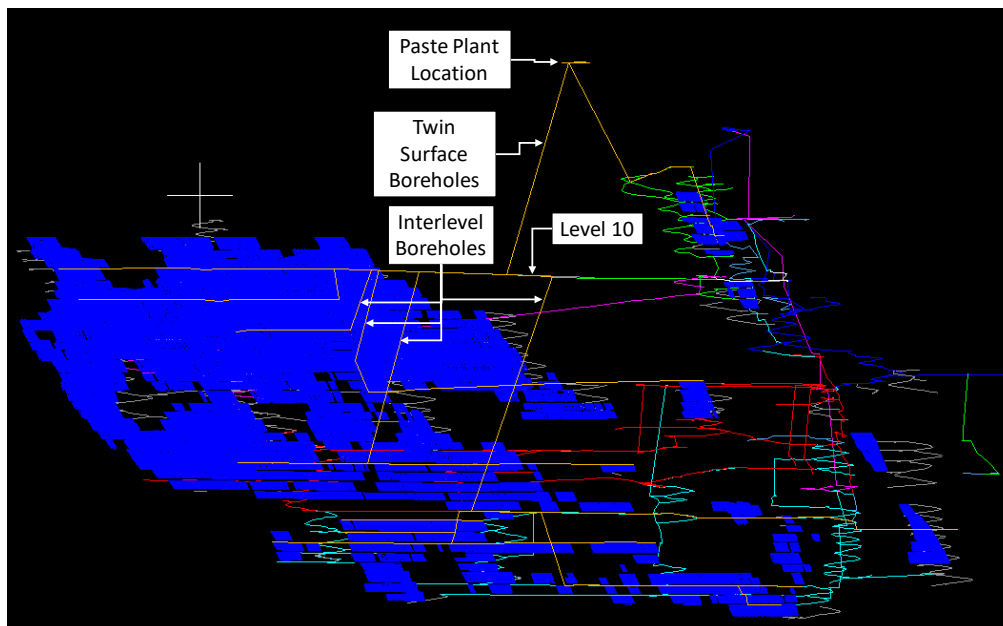 Paste Plant
Location
Twin
Surface
Boreholes
Interlevel
Boreholes
Level 10